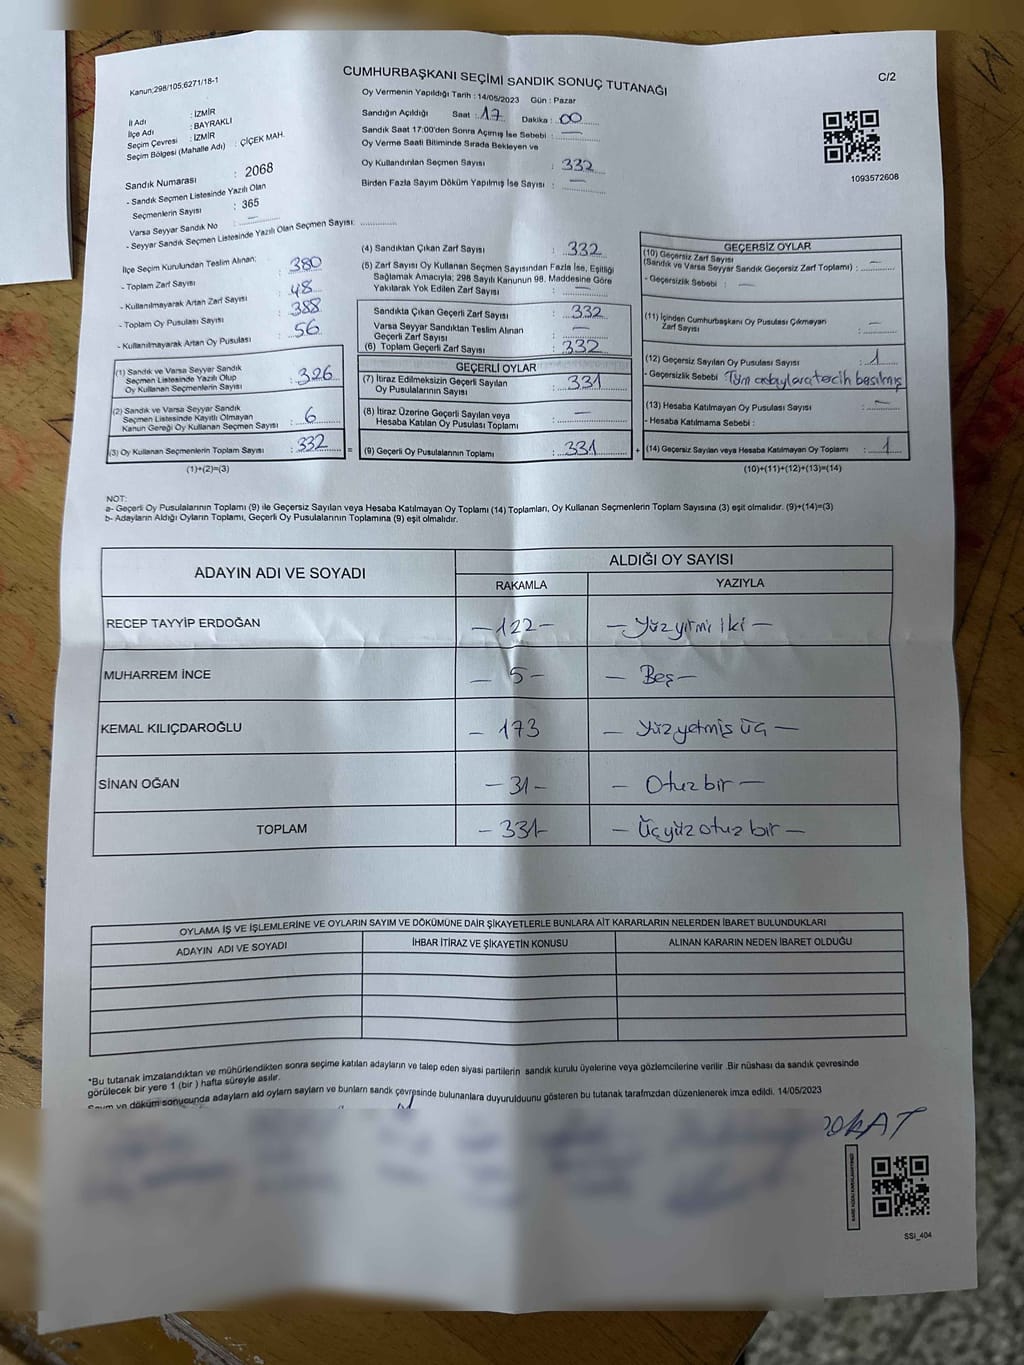 Kanun;298/105;6271/18-1
CUMHURBAŞKANI SEÇİMİ SANDIK SONUÇ TUTANAĞI
C/2
Oy Vermenin Yapıldığı Tarih : 14/05/2023 Gün : Pazar
Sandığın Açıldığı Saat : 17 Dakika : 00
Sandık Saat 17:00'den Sonra Açılmış İse Sebebi : —
Oy Verme Saati Bitiminde Sırada Bekleyen ve
Oy Kullandırılan Seçmen Sayısı : 332
Birden Fazla Sayım Döküm Yapılmış İse Sayısı : —
İl Adı : İZMİR
İlçe Adı : BAYRAKLI
Seçim Çevresi : İZMİR
Seçim Bölgesi (Mahalle Adı) : ÇİÇEK MAH.
1093572608
Sandık Numarası : 2068
- Sandık Seçmen Listesinde Yazılı Olan
Seçmenlerin Sayısı : 365
Varsa Seyyar Sandık No : —
- Seyyar Sandık Seçmen Listesinde Yazılı Olan Seçmen Sayısı:
İlçe Seçim Kurulundan Teslim Alınan:
- Toplam Zarf Sayısı : 380
- Kullanılmayarak Artan Zarf Sayısı : 48
- Toplam Oy Pusulası Sayısı : 388
- Kullanılmayarak Artan Oy Pusulası : 56
(1) Sandık ve Varsa Seyyar Sandık
Seçmen Listesinde Yazılı Olup
Oy Kullanan Seçmenlerin Sayısı : 326
(2) Sandık ve Varsa Seyyar Sandık
Seçmen Listesinde Kayıtlı Olmayan
Kanun Gereği Oy Kullanan Seçmen Sayısı : 6
(3) Oy Kullanan Seçmenlerin Toplam Sayısı : 332
(1)+(2)=(3)
(4) Sandıktan Çıkan Zarf Sayısı : 332
(5) Zarf Sayısı Oy Kullanan Seçmen Sayısından Fazla İse, Eşitliği
Sağlamak Amacıyla; 298 Sayılı Kanunun 98. Maddesine Göre
Yakılarak Yok Edilen Zarf Sayısı : —
Sandıkta Çıkan Geçerli Zarf Sayısı : 332
Varsa Seyyar Sandıktan Teslim Alınan
Geçerli Zarf Sayısı : —
(6) Toplam Geçerli Zarf Sayısı : 332
GEÇERLİ OYLAR
(7) İtiraz Edilmeksizin Geçerli Sayılan
Oy Pusulalarının Sayısı : 331
(8) İtiraz Üzerine Geçerli Sayılan veya
Hesaba Katılan Oy Pusulası Toplamı : —
= (9) Geçerli Oy Pusulalarının Toplamı : 331 +
GEÇERSİZ OYLAR
(10) Geçersiz Zarf Sayısı
(Sandık ve Varsa Seyyar Sandık Geçersiz Zarf Toplamı) : —
- Geçersizlik Sebebi : —
(11) İçinden Cumhurbaşkanı Oy Pusulası Çıkmayan
Zarf Sayısı : —
(12) Geçersiz Sayılan Oy Pusulası Sayısı : 1
- Geçersizlik Sebebi Tüm adaylara tercih basılmış
(13) Hesaba Katılmayan Oy Pusulası Sayısı : —
- Hesaba Katılmama Sebebi :
(14) Geçersiz Sayılan veya Hesaba Katılmayan Oy Toplamı : 1
(10)+(11)+(12)+(13)=(14)
NOT:
a- Geçerli Oy Pusulalarının Toplamı (9) ile Geçersiz Sayılan veya Hesaba Katılmayan Oy Toplamı (14) Toplamları, Oy Kullanan Seçmenlerin Toplam Sayısına (3) eşit olmalıdır. (9)+(14)=(3)
b- Adayların Aldığı Oyların Toplamı, Geçerli Oy Pusulalarının Toplamına (9) eşit olmalıdır.
ADAYIN ADI VE SOYADI
ALDIĞI OY SAYISI
RAKAMLA YAZIYLA
RECEP TAYYİP ERDOĞAN —122— —Yüzyirmi iki—
MUHARREM İNCE — 5 — — Beş—
KEMAL KILIÇDAROĞLU — 173 — Yüzyetmiş üç —
SİNAN OĞAN —31— — Otuz bir —
TOPLAM —331— — Üçyüz otuz bir —
OYLAMA İŞ VE İŞLEMLERİNE VE OYLARIN SAYIM VE DÖKÜMÜNE DAİR ŞİKAYETLERLE BUNLARA AİT KARARLARIN NELERDEN İBARET BULUNDUKLARI
ADAYIN ADI VE SOYADI İHBAR İTİRAZ VE ŞİKAYETİN KONUSU ALINAN KARARIN NEDEN İBARET OLDUĞU
*Bu tutanak imzalandıktan ve mühürlendikten sonra seçime katılan adayların ve talep eden siyasi partilerin sandık kurulu üyelerine veya gözlemcilerine verilir .Bir nüshası da sandık çevresinde
görülecek bir yere 1 (bir ) hafta süreyle asılır.
Sayım ve döküm sonucunda adayların ald oyların sayların ve bunların sandk çevresinde bulunanlara duyurulduunu gösteren bu tutanak tarafmzdan düzenlenerek imza edildi. 14/05/2023
SSİ_404